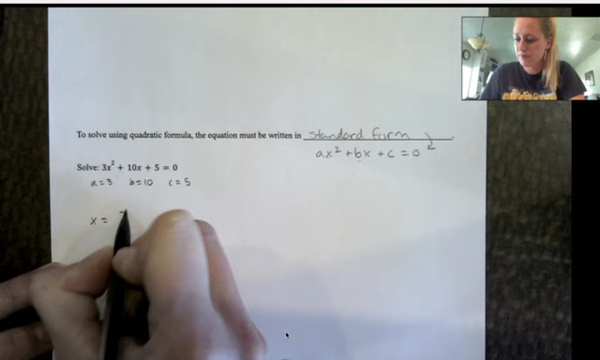 To solve using quadratic formula, the equation must be written in standard form.
ax² + bx + c = 0
Solve: 3x² + 10x + 5 = 0
a = 3 b = 10 c = 5
x =